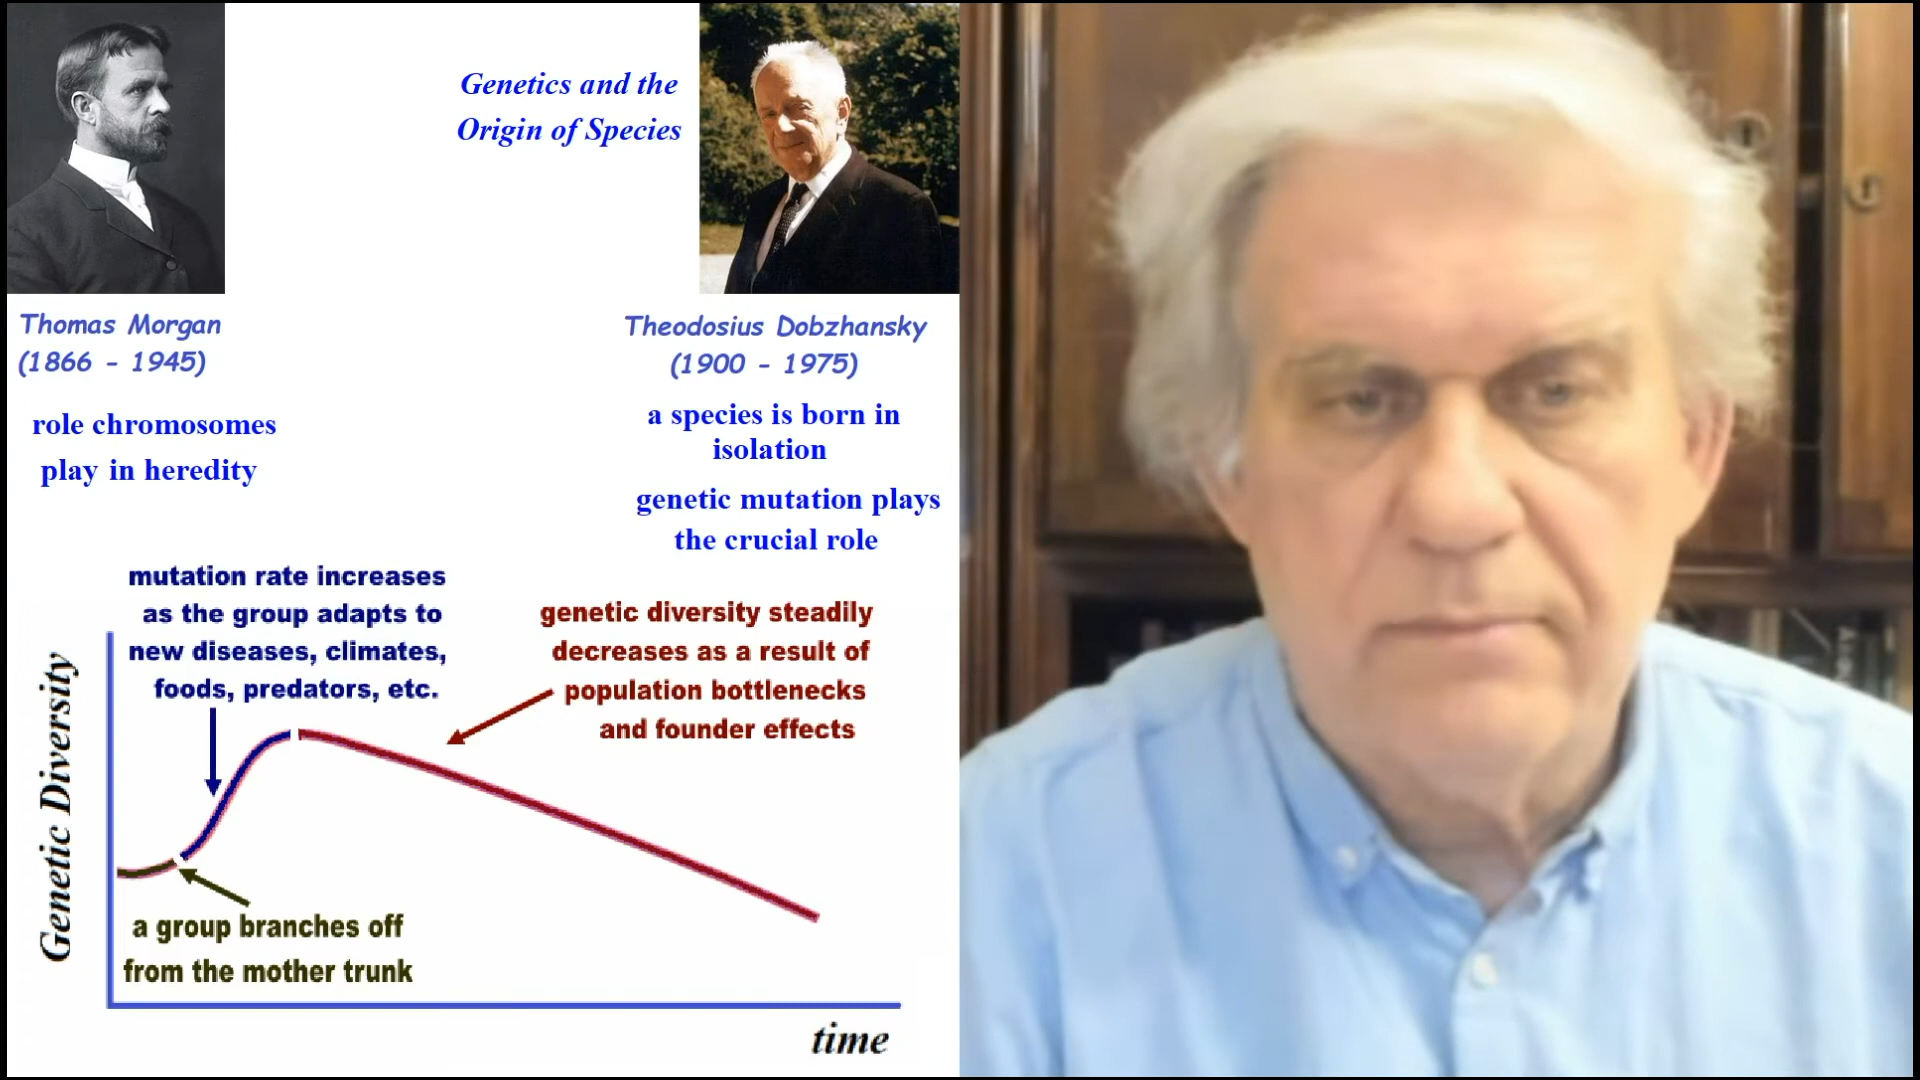 Genetics and the
Origin of Species
Thomas Morgan
(1866 - 1945)
role chromosomes
play in heredity
Theodosius Dobzhansky
(1900 - 1975)
a species is born in
isolation
genetic mutation plays
the crucial role
mutation rate increases
as the group adapts to
new diseases, climates,
foods, predators, etc.
genetic diversity steadily
decreases as a result of
population bottlenecks
and founder effects
Genetic Diversity
a group branches off
from the mother trunk
time